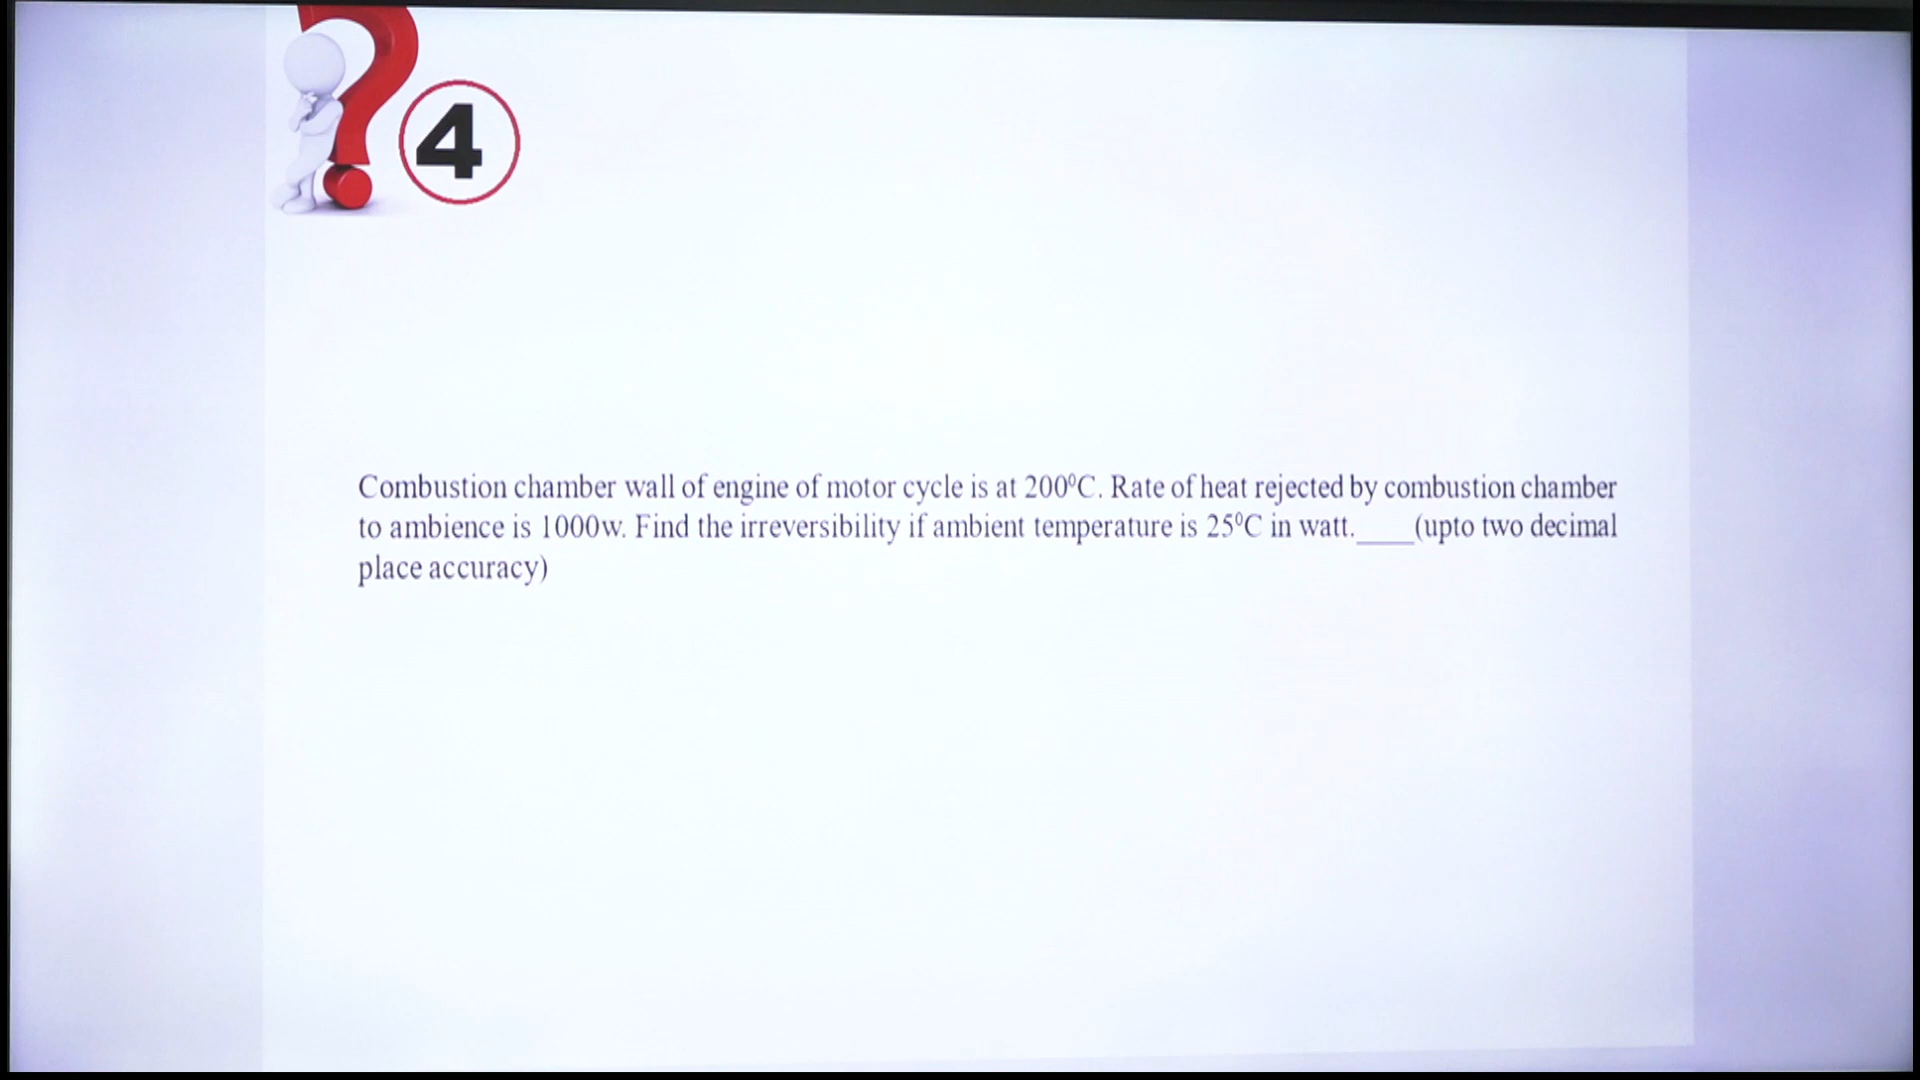 4
Combustion chamber wall of engine of motor cycle is at 200⁰C. Rate of heat rejected by combustion chamber
to ambience is 1000w. Find the irreversibility if ambient temperature is 25⁰C in watt.____(upto two decimal
place accuracy)